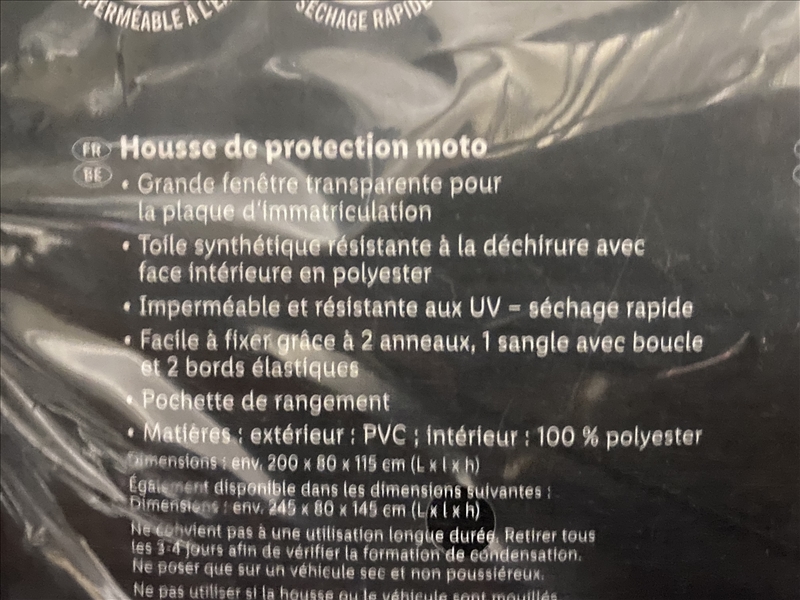 PERMÉABLE À L'E
SÉCHAGE RAPIDE
FR Housse de protection moto
BE
• Grande fenêtre transparente pour
la plaque d'immatriculation
• Toile synthétique résistante à la déchirure avec
face intérieure en polyester
• Imperméable et résistante aux UV = séchage rapide
• Facile à fixer grâce à 2 anneaux, 1 sangle avec boucle
et 2 bords élastiques
• Pochette de rangement
• Matières : extérieur : PVC ; intérieur : 100 % polyester
Dimensions : env. 200 x 80 x 115 cm (L x l x h)
Également disponible dans les dimensions suivantes :
Dimensions : env. 245 x 80 x 145 cm (L x l x h)
Ne convient pas à une utilisation longue durée. Retirer tous
les 3-4 jours afin de vérifier la formation de condensation.
Ne poser que sur un véhicule sec et non poussiéreux.
Ne pas utiliser si la housse ou le véhicule sont mouillés